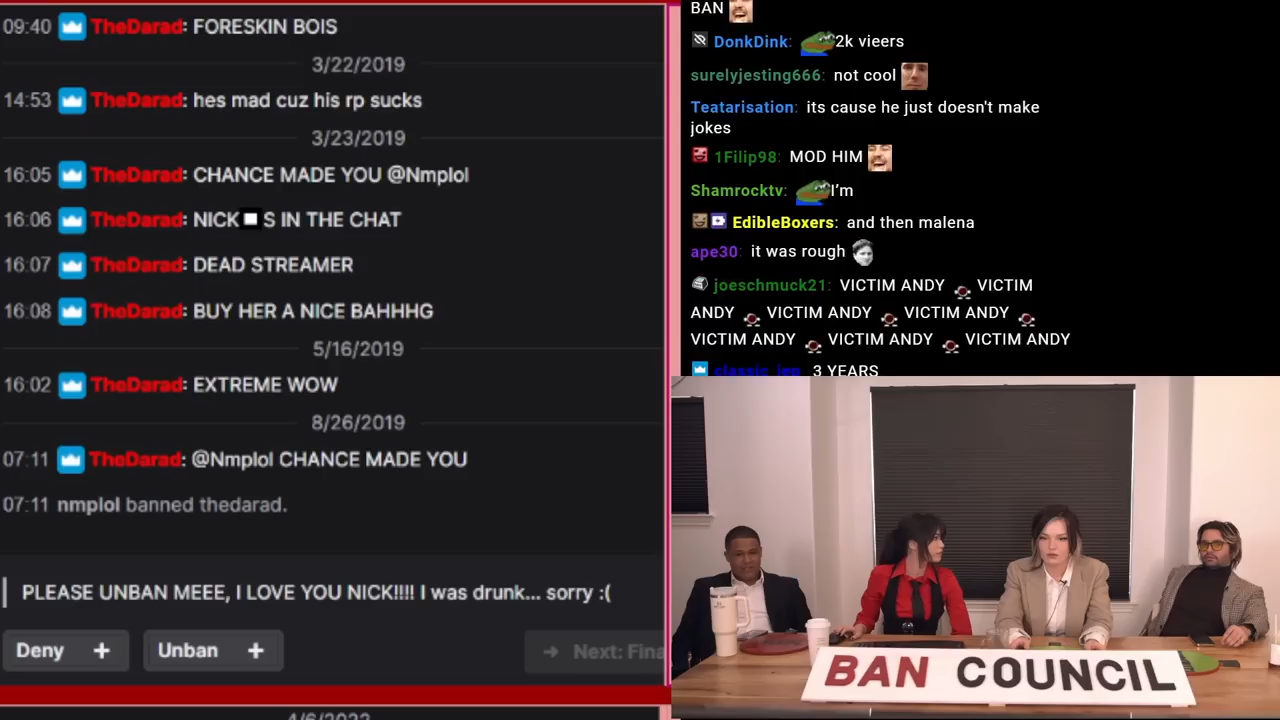 09:40 TheDarad: FORESKIN BOIS
3/22/2019
14:53 TheDarad: hes mad cuz his rp sucks
3/23/2019
16:05 TheDarad: CHANCE MADE YOU @Nmplol
16:06 TheDarad: NICK S IN THE CHAT
16:07 TheDarad: DEAD STREAMER
16:08 TheDarad: BUY HER A NICE BAHHHG
5/16/2019
16:02 TheDarad: EXTREME WOW
8/26/2019
07:11 TheDarad: @Nmplol CHANCE MADE YOU
07:11 nmplol banned thedarad.
PLEASE UNBAN MEEE, I LOVE YOU NICK!!!! I was drunk... sorry :(
Deny +
Unban +
→ Next: Fina
4/6/2022
BAN
DonkDink: 2k vieers
surelyjesting666: not cool
Teatarisation: its cause he just doesn't make
jokes
1Filip98: MOD HIM
Shamrocktv: I'm
EdibleBoxers: and then malena
ape30: it was rough
joeschmuck21: VICTIM ANDY VICTIM
ANDY VICTIM ANDY VICTIM ANDY
VICTIM ANDY VICTIM ANDY VICTIM ANDY
classic_jen 3 YEARS
BAN COUNCIL